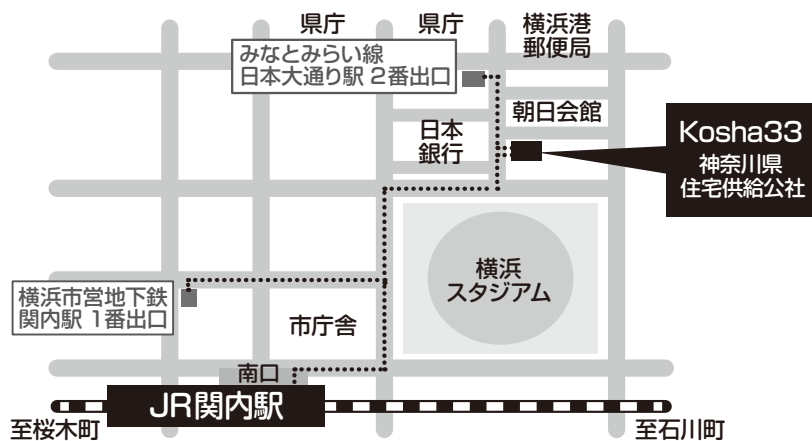 県庁
県庁
横浜港
郵便局
みなとみらい線
日本大通り駅 2番出口
朝日会館
日本
銀行
Kosha33
神奈川県
住宅供給公社
横浜
スタジアム
横浜市営地下鉄
関内駅 1番出口
市庁舎
南口
JR関内駅
至桜木町
至石川町